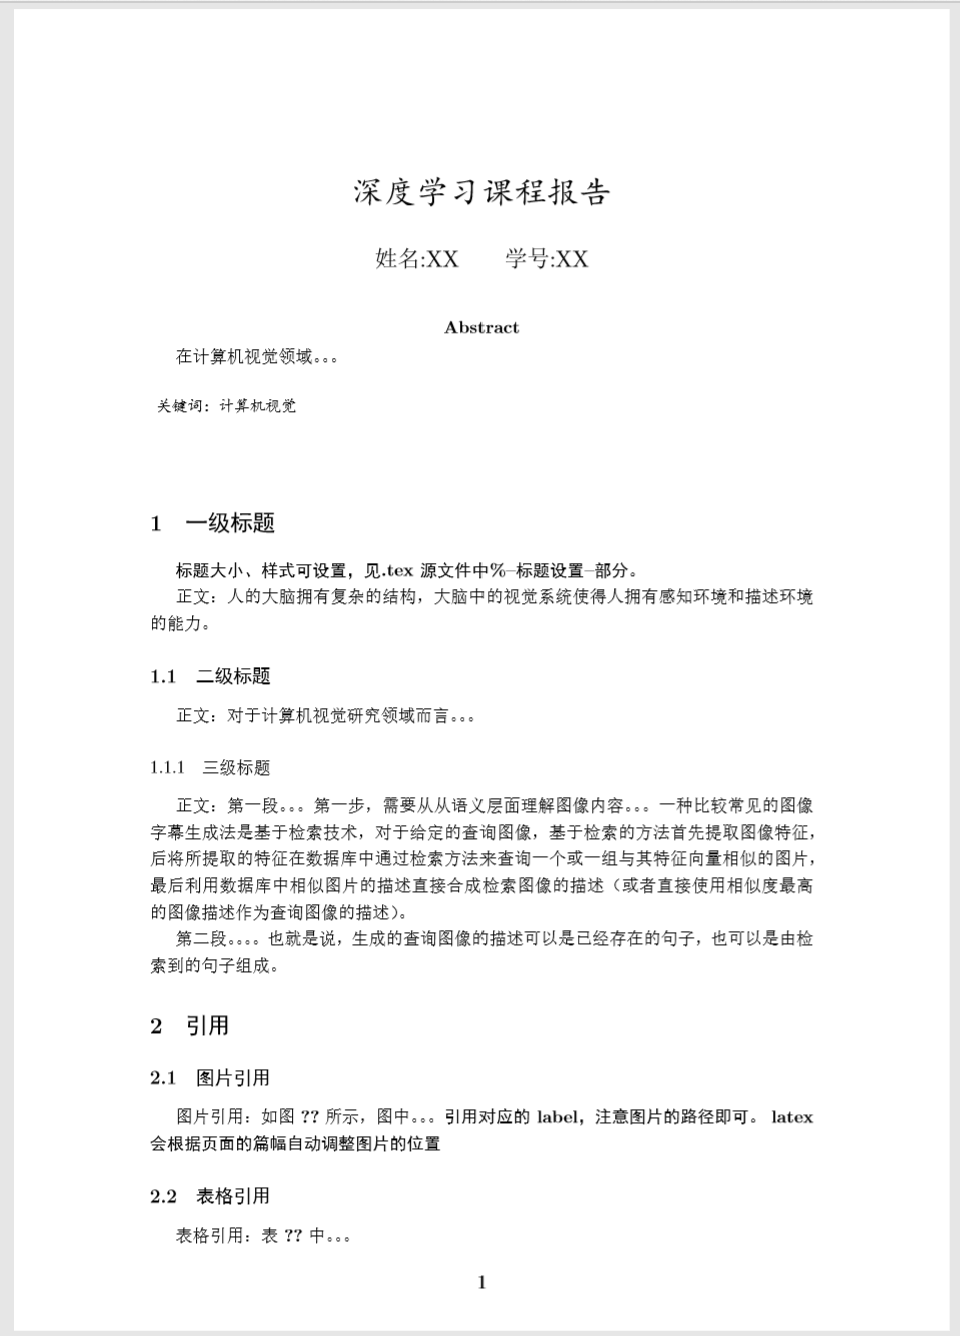 深度学习课程报告
姓名:XX 学号:XX
Abstract
在计算机视觉领域。。。
关键词：计算机视觉
1 一级标题
标题大小、样式可设置，见.tex 源文件中%–标题设置–部分。
正文：人的大脑拥有复杂的结构，大脑中的视觉系统使得人拥有感知环境和描述环境
的能力。
1.1 二级标题
正文：对于计算机视觉研究领域而言。。。
1.1.1 三级标题
正文：第一段。。。第一步，需要从从语义层面理解图像内容。。。一种比较常见的图像
字幕生成法是基于检索技术，对于给定的查询图像，基于检索的方法首先提取图像特征，
后将所提取的特征在数据库中通过检索方法来查询一个或一组与其特征向量相似的图片，
最后利用数据库中相似图片的描述直接合成检索图像的描述（或者直接使用相似度最高
的图像描述作为查询图像的描述）。
第二段。。。。也就是说，生成的查询图像的描述可以是已经存在的句子，也可以是由检
索到的句子组成。
2 引用
2.1 图片引用
图片引用：如图 ?? 所示，图中。。。引用对应的 label，注意图片的路径即可。 latex
会根据页面的篇幅自动调整图片的位置
2.2 表格引用
表格引用：表 ?? 中。。。
1